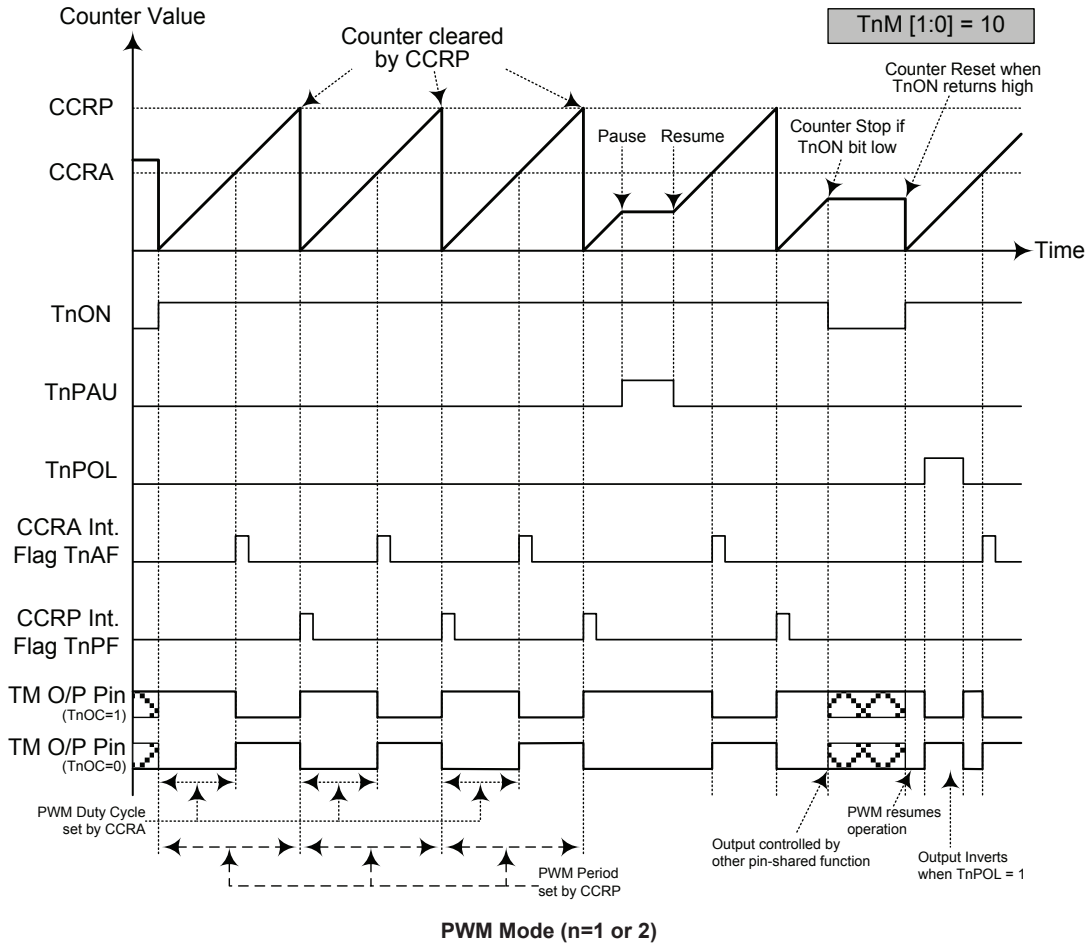 Counter Value
TnM [1:0] = 10
Counter cleared
by CCRP
Counter Reset when
TnON returns high
CCRP
Pause
Resume
Counter Stop if
TnON bit low
CCRA
Time
TnON
TnPAU
TnPOL
CCRA Int.
Flag TnAF
CCRP Int.
Flag TnPF
TM O/P Pin
(TnOC=1)
TM O/P Pin
(TnOC=0)
PWM Duty Cycle
set by CCRA
PWM resumes
operation
Output controlled by
other pin-shared function
Output Inverts
when TnPOL = 1
PWM Period
set by CCRP
PWM Mode (n=1 or 2)